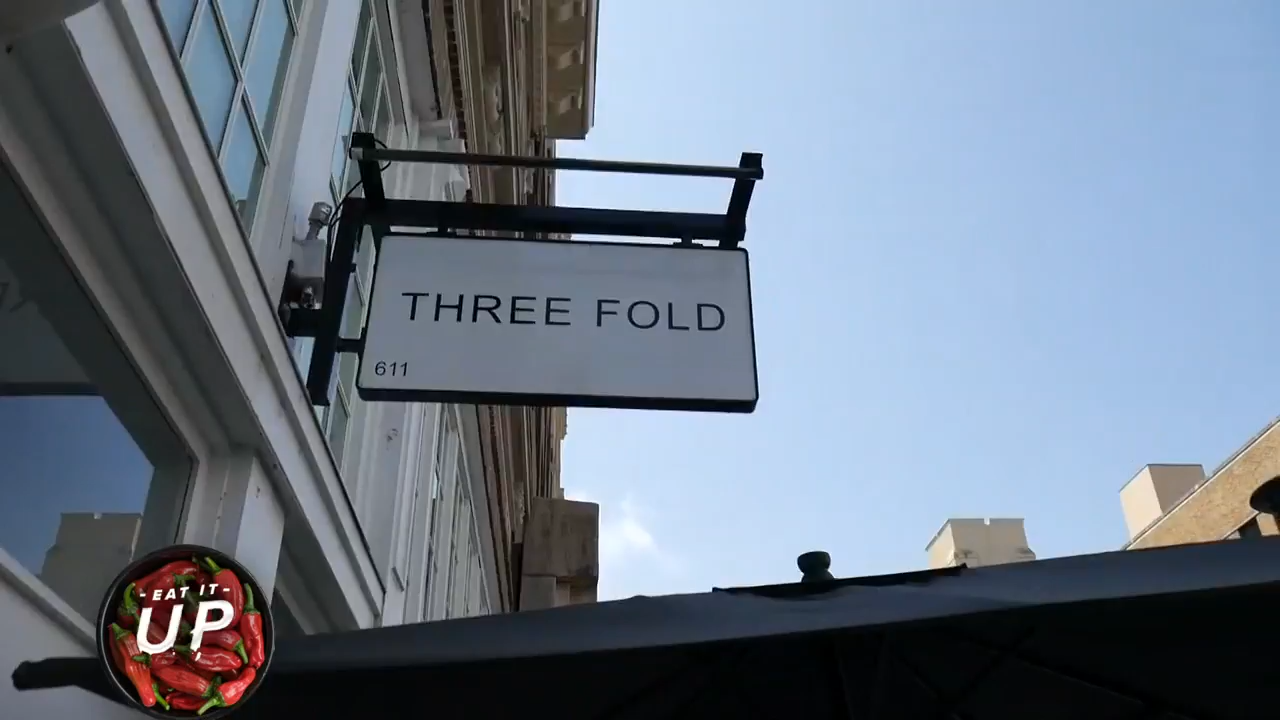 THREE FOLD
611
- EAT IT -
UP